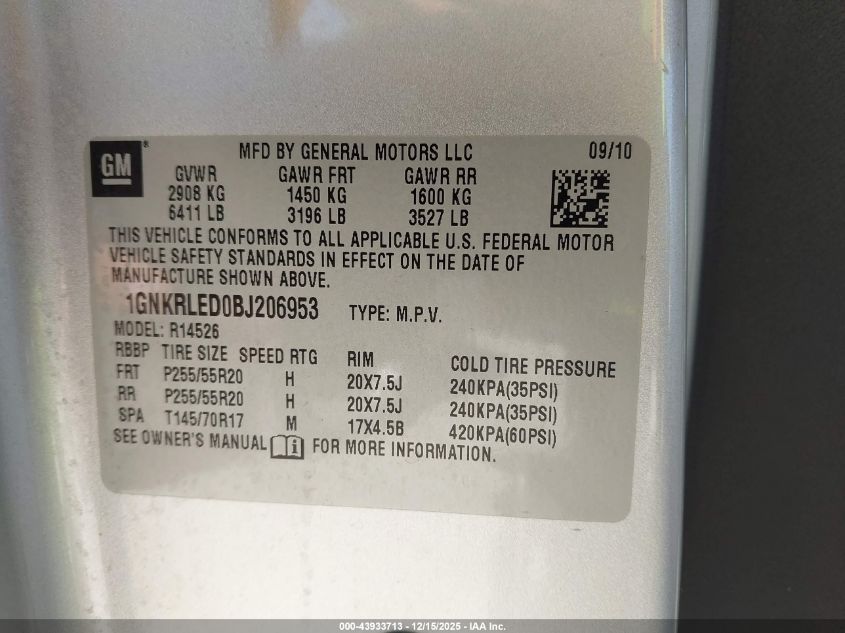 GM® MFD BY GENERAL MOTORS LLC 09/10
GVWR GAWR FRT GAWR RR
2908 KG 1450 KG 1600 KG
6411 LB 3196 LB 3527 LB
THIS VEHICLE CONFORMS TO ALL APPLICABLE U.S. FEDERAL MOTOR
VEHICLE SAFETY STANDARDS IN EFFECT ON THE DATE OF
MANUFACTURE SHOWN ABOVE.
1GNKRLED0BJ206953 TYPE: M.P.V.
MODEL: R14526
RBBP TIRE SIZE SPEED RTG RIM COLD TIRE PRESSURE
FRT P255/55R20 H 20X7.5J 240KPA(35PSI)
RR P255/55R20 H 20X7.5J 240KPA(35PSI)
SPA T145/70R17 M 17X4.5B 420KPA(60PSI)
SEE OWNER'S MANUAL i FOR MORE INFORMATION.
000-43933713 - 12/15/2025 - IAA Inc.